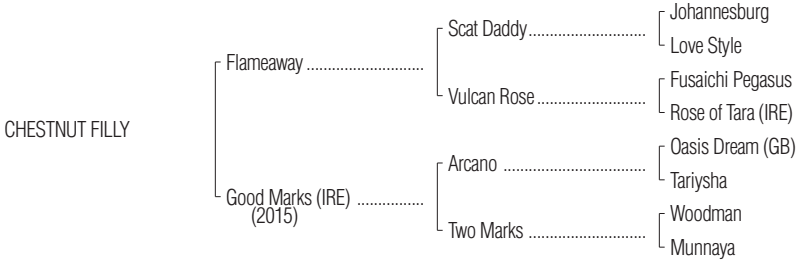 Johannesburg
Scat Daddy..............................
Love Style
Flameaway ..............................
Fusaichi Pegasus
Vulcan Rose............................
Rose of Tara (IRE)
CHESTNUT FILLY
Oasis Dream (GB)
Arcano ....................................
Tariysha
Good Marks (IRE) .................
(2015)
Woodman
Two Marks ..............................
Munnaya